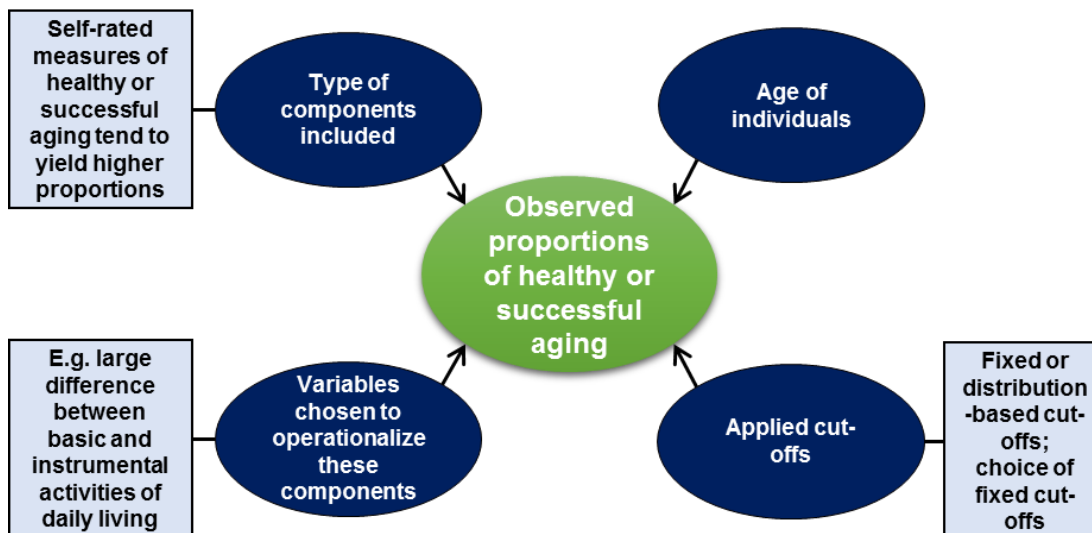 Self-rated
measures of
healthy or
successful
aging tend to
yield higher
proportions
Type of
components
included
Age of
individuals
Observed
proportions
of healthy or
successful
aging
E.g. large
difference
between
basic and
instrumental
activities of
daily living
Variables
chosen to
operationalize
these
components
Applied cut-
offs
Fixed or
distribution
-based cut-
offs;
choice of
fixed cut-
offs